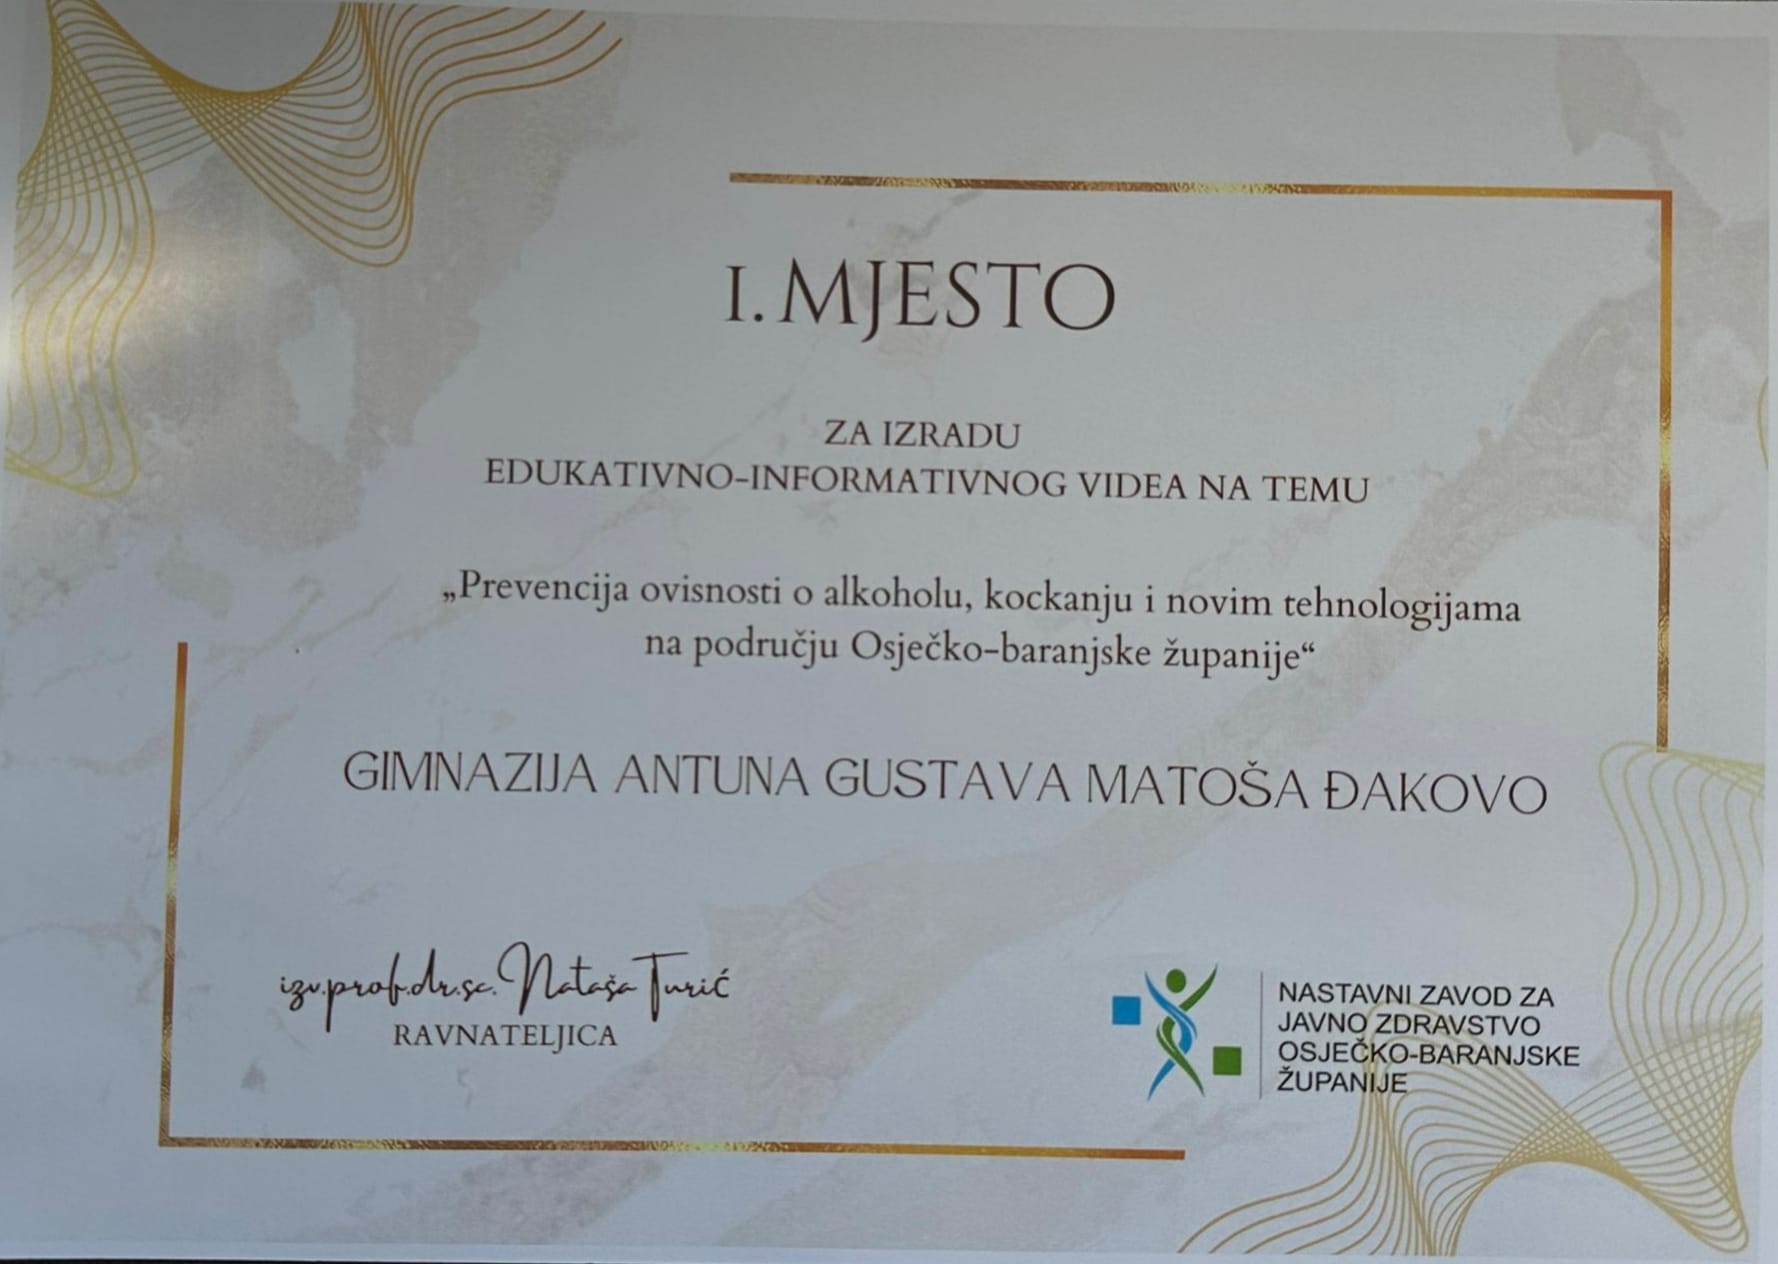 I. MJESTO
ZA IZRADU
EDUKATIVNO-INFORMATIVNOG VIDEA NA TEMU
„Prevencija ovisnosti o alkoholu, kockanju i novim tehnologijama
na području Osječko-baranjske županije“
GIMNAZIJA ANTUNA GUSTAVA MATOŠA ĐAKOVO
izv.prof.dr.sc. Nataša Turić
RAVNATELJICA
NASTAVNI ZAVOD ZA
JAVNO ZDRAVSTVO
OSJEČKO-BARANJSKE
ŽUPANIJE